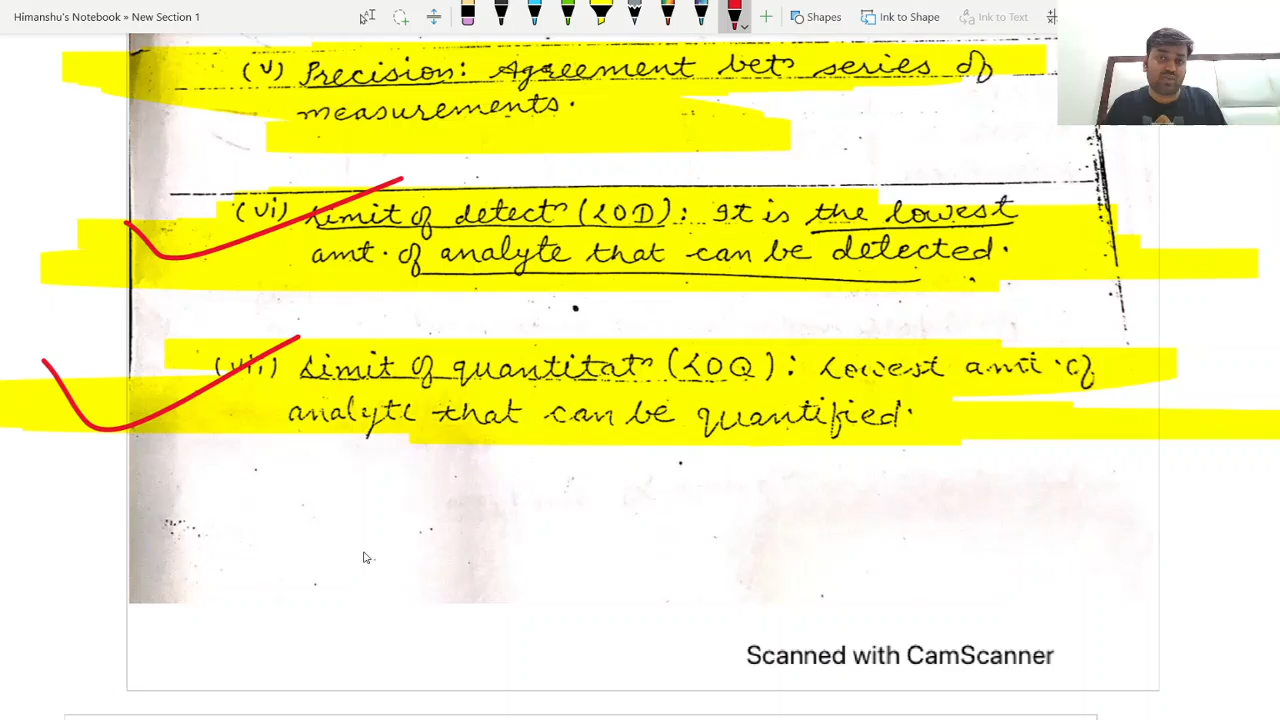 Himanshu's Notebook » New Section 1
Shapes
Ink to Shape
Ink to Text
(v) Precision: Agreement betn series of
measurements.
(vi) Limit of detectn (LOD): It is the lowest
amt. of analyte that can be detected.
(vii) Limit of quantitatn (LOQ): Lowest amt. of
analyte that can be quantified.
Scanned with CamScanner